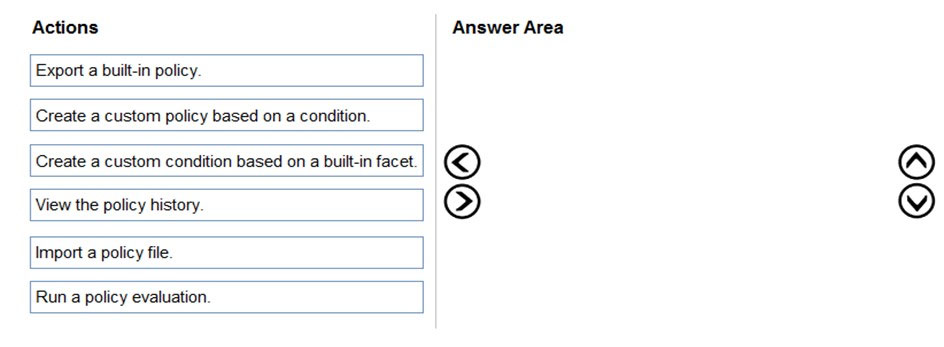 Actions
Answer Area
Export a built-in policy.
Create a custom policy based on a condition.
Create a custom condition based on a built-in facet.
View the policy history.
Import a policy file.
Run a policy evaluation.